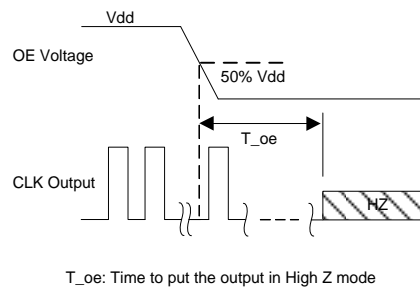 Vdd
OE Voltage
50% Vdd
T_oe
CLK Output
HZ
T_oe: Time to put the output in High Z mode